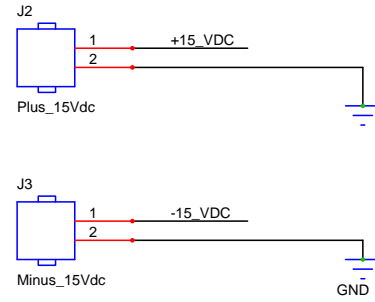 J2
1
+15_VDC
2
Plus_15Vdc
J3
1
-15_VDC
2
Minus_15Vdc
GND